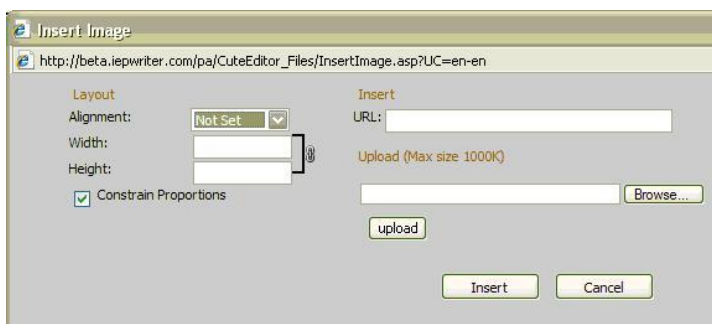 Insert Image
http://beta.iepwriter.com/pa/CuteEditor_Files/InsertImage.asp?UC=en-en
Layout
Alignment: Not Set
Width:
Height:
Constrain Proportions
Insert
URL:
Upload (Max size 1000K)
Browse...
upload
Insert Cancel